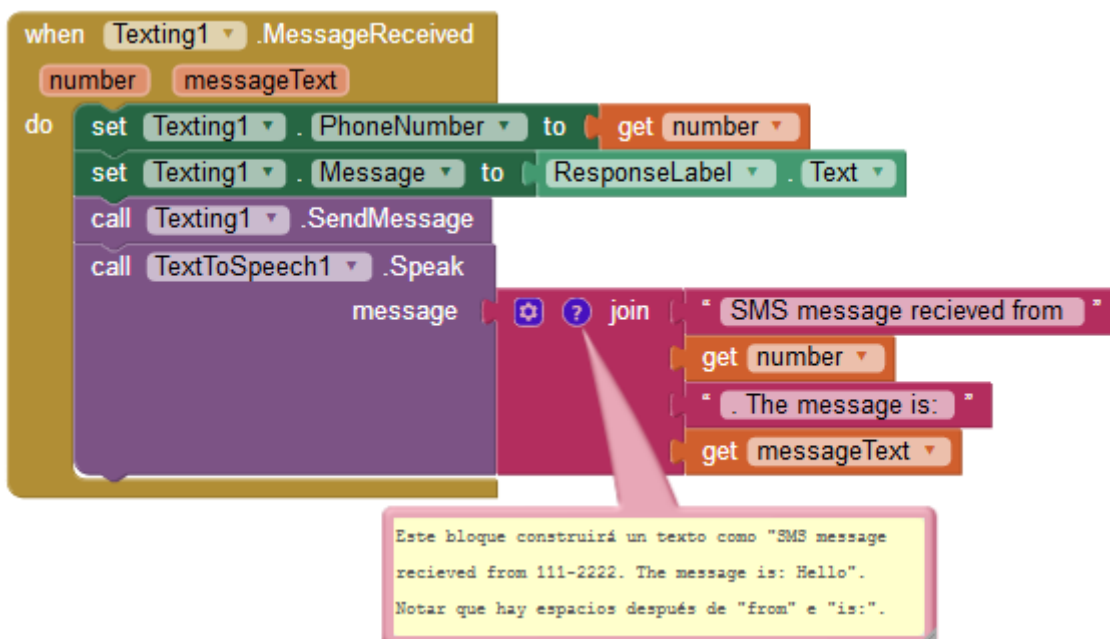 when Texting1 .MessageReceived
number messageText
do set Texting1 . PhoneNumber to get number
set Texting1 . Message to ResponseLabel . Text
call Texting1 .SendMessage
call TextToSpeech1 .Speak
message ? join “ SMS message recieved from ”
get number
“ . The message is: ”
get messageText
Este bloque construirá un texto como "SMS message
recieved from 111-2222. The message is: Hello".
Notar que hay espacios después de "from" e "is:".